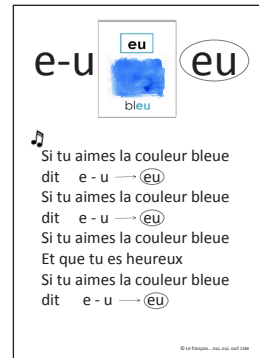 e-u
eu
bleu
eu
Si tu aimes la couleur bleue
dit e - u → eu
Si tu aimes la couleur bleue
dit e - u → eu
Si tu aimes la couleur bleue
Et que tu es heureux
Si tu aimes la couleur bleue
dit e - u → eu
© Le français... oui, oui, oui! Ltée